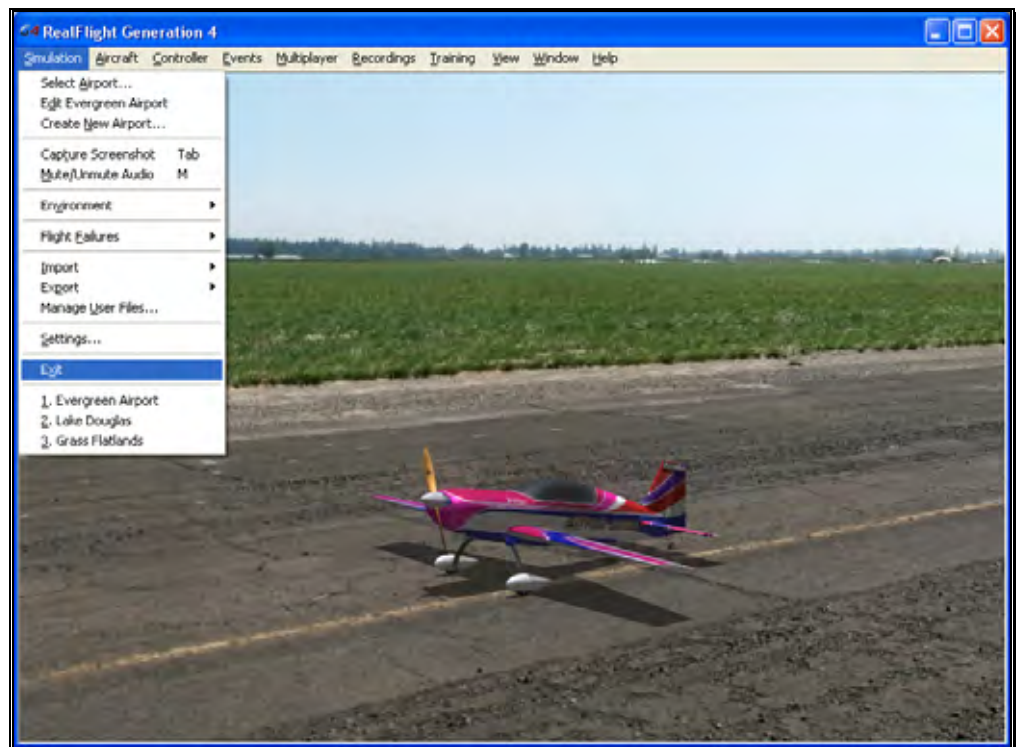 RealFlight Generation 4
Simulation Aircraft Controller Events Multiplayer Recordings Training View Window Help
Select Airport...
Edit Evergreen Airport
Create New Airport...
Capture Screenshot Tab
Mute/Unmute Audio M
Environment
Flight Failures
Import
Export
Manage User Files...
Settings...
Exit
1. Evergreen Airport
2. Lake Douglas
3. Grass Flatlands